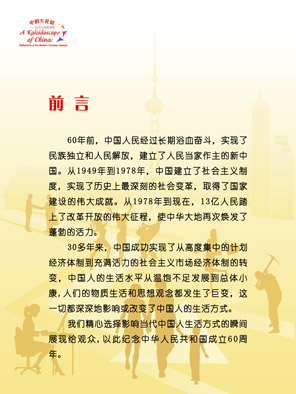 中国万花筒
A Kaleidoscope
of China:
Reflections of the Modern Chinese Lifestyle
前 言
60年前，中国人民经过长期浴血奋斗，实现了
民族独立和人民解放，建立了人民当家作主的新中
国。从1949年到1978年，中国建立了社会主义制
度，实现了历史上最深刻的社会变革，取得了国家
建设的伟大成就。从1978年到现在，13亿人民踏
上了改革开放的伟大征程，使中华大地再次焕发了
蓬勃的活力。
30多年来，中国成功实现了从高度集中的计划
经济体制到充满活力的社会主义市场经济体制的转
变，中国人的生活水平从温饱不足发展到总体小
康，人们的物质生活和思想观念都发生了巨变，这
一切都深深地影响或改变了中国人的生活方式。
我们精心选择影响当代中国人生活方式的瞬间
展现给观众，以此纪念中华人民共和国成立60周
年。